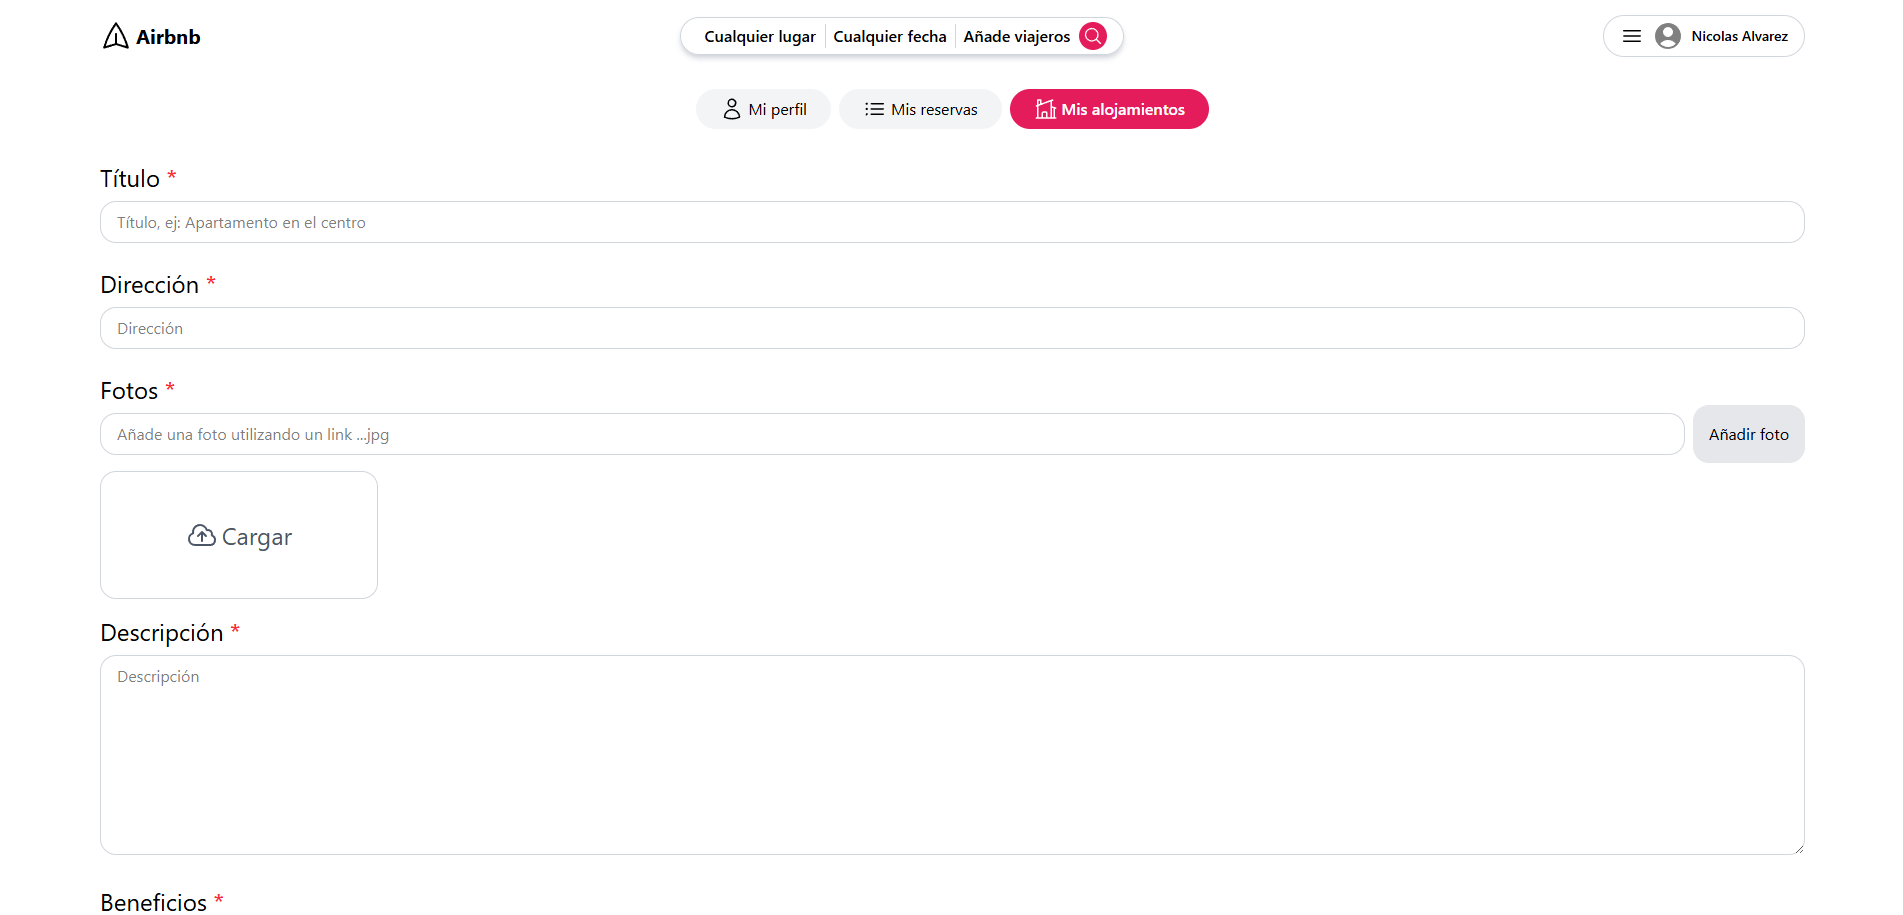 Airbnb
Cualquier lugar Cualquier fecha Añade viajeros
Nicolas Alvarez
Mi perfil Mis reservas Mis alojamientos
Título *
Título, ej: Apartamento en el centro
Dirección *
Dirección
Fotos *
Añade una foto utilizando un link ...jpg
Añadir foto
Cargar
Descripción *
Descripción
Beneficios *